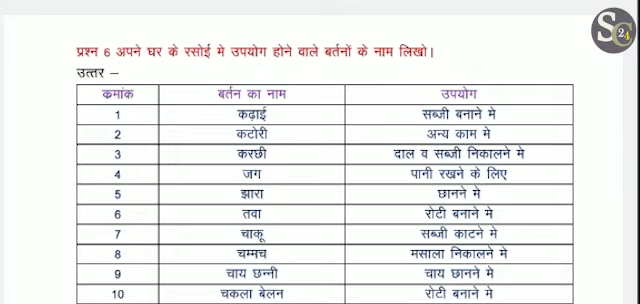 SC24
प्रश्न 6 अपने घर के रसोई मे उपयोग होने वाले बर्तनों के नाम लिखो।
उत्तर –
कमांक बर्तन का नाम उपयोग
1 कढ़ाई सब्जी बनाने मे
2 कटोरी अन्य काम मे
3 करछी दाल व सब्जी निकालने मे
4 जग पानी रखने के लिए
5 झारा छानने मे
6 तवा रोटी बनाने मे
7 चाकू सब्जी काटने मे
8 चम्मच मसाला निकालने मे
9 चाय छन्नी चाय छानने मे
10 चकला बेलन रोटी बनाने मे